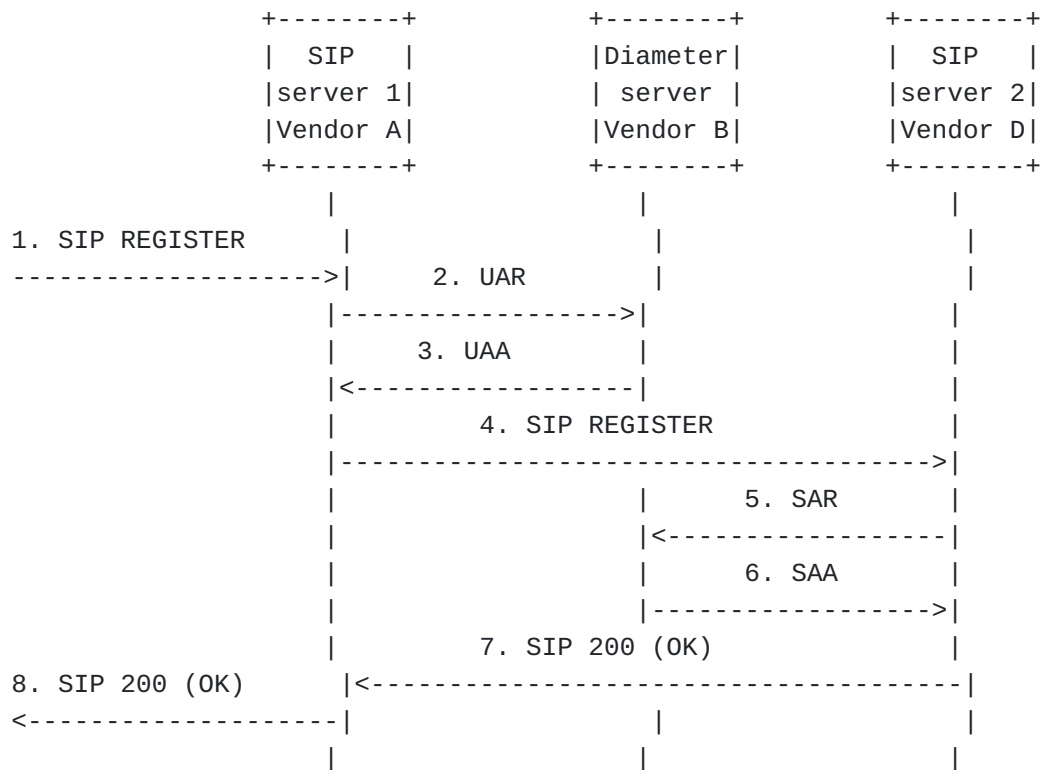 SIP Diameter SIP
server 1 server server 2
Vendor A Vendor B Vendor D
1. SIP REGISTER
2. UAR
3. UAA
4. SIP REGISTER
5. SAR
6. SAA
7. SIP 200 (OK)
8. SIP 200 (OK)